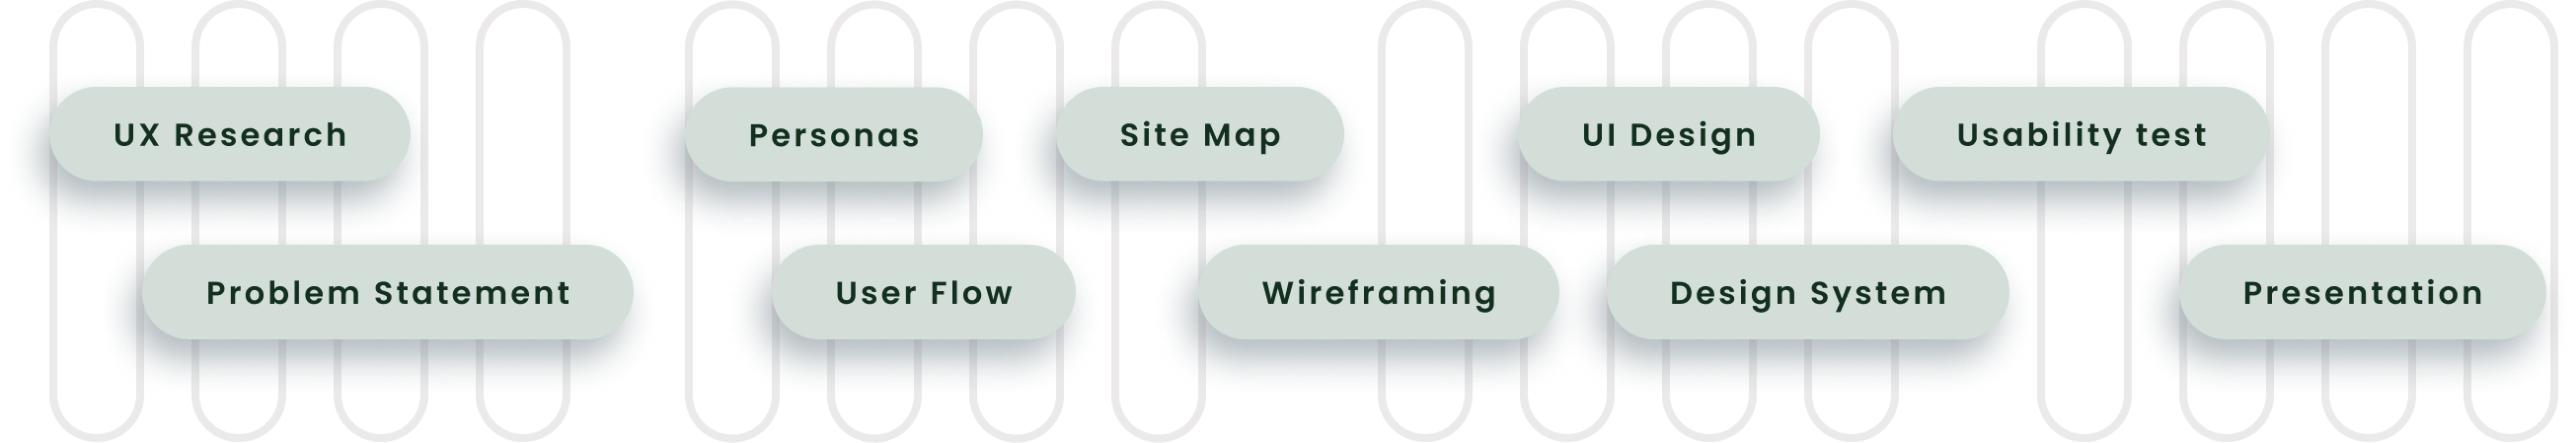 UX Research
Problem Statement
Personas
User Flow
Site Map
Wireframing
UI Design
Design System
Usability test
Presentation